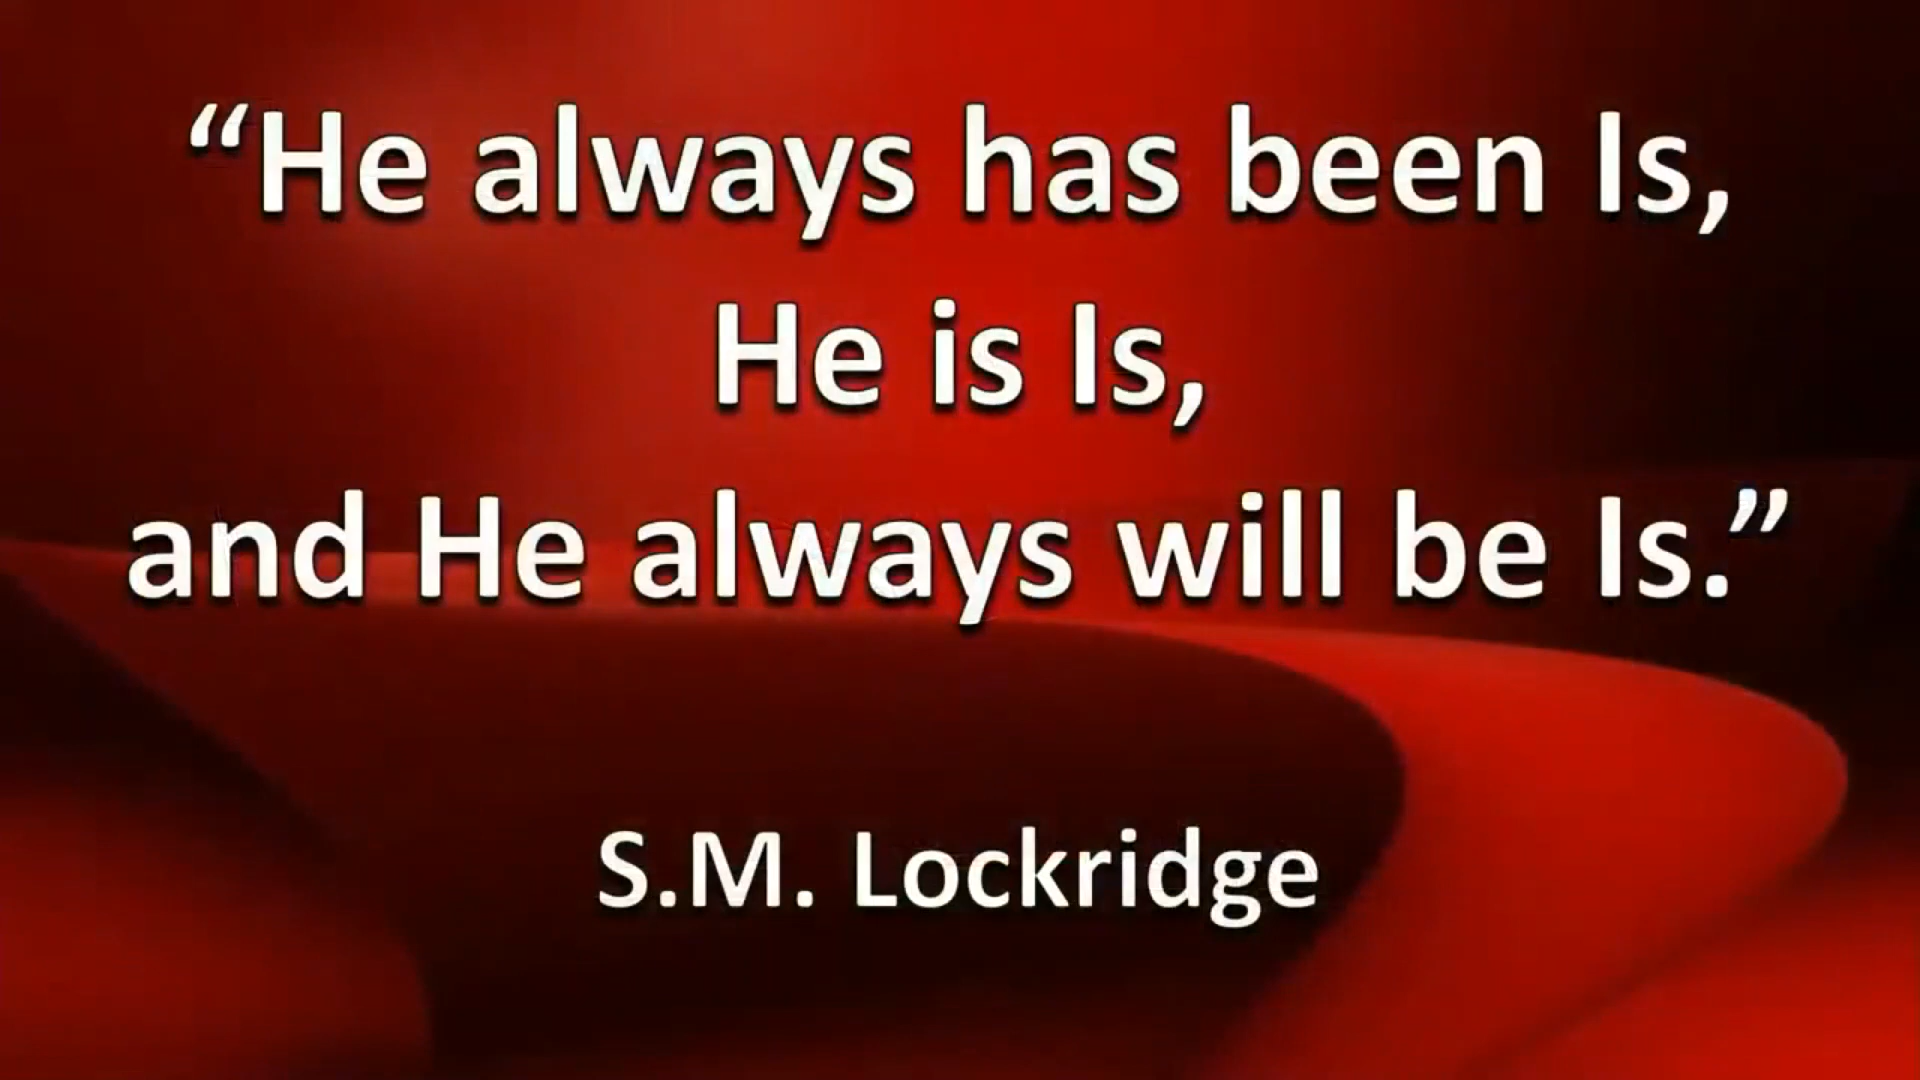 “He always has been Is,
He is Is,
and He always will be Is.”
S.M. Lockridge